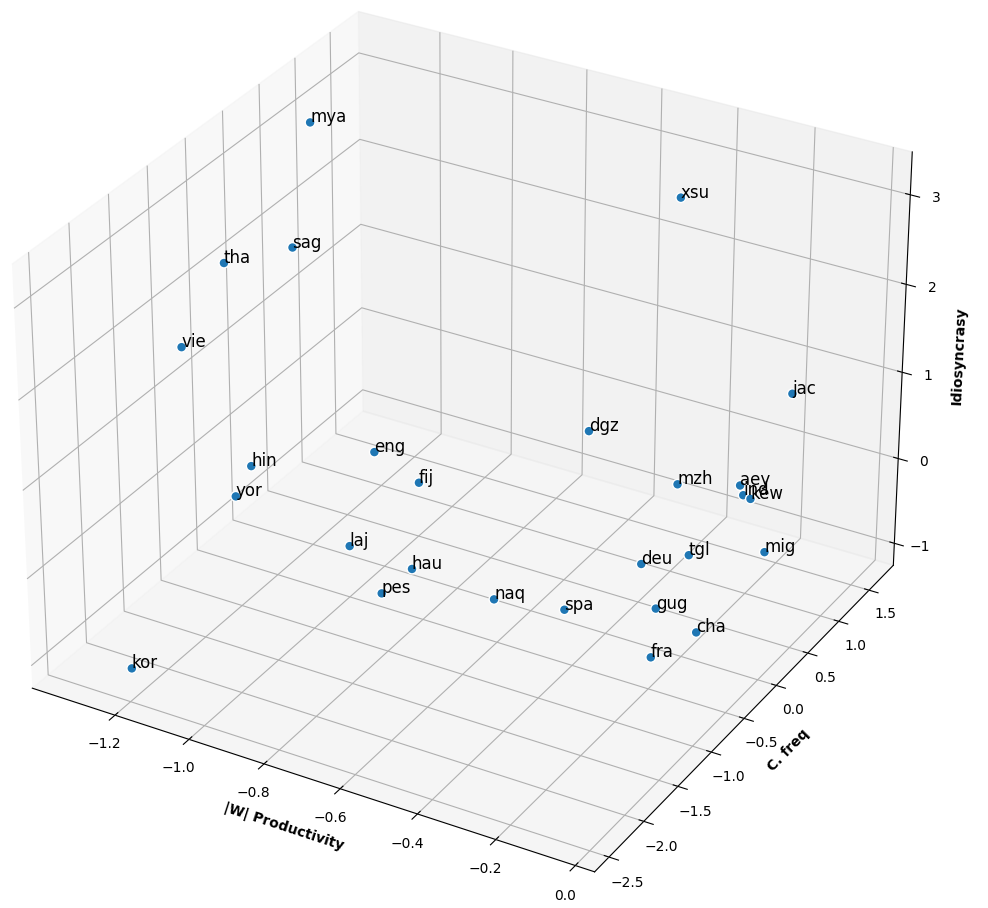 mya
xsu
3
sag
tha
2
vie
Idiosyncrasy
1
jac
dgz
eng
hin
0
fij
mzh
aey
ind
kew
yor
laj
−1
mig
tgl
deu
hau
pes
naq
spa
gug
1.5
cha
1.0
fra
kor
0.5
0.0
−0.5
−1.2
C. freq
−1.0
−1.0
−0.8
−1.5
|W| Productivity
−0.6
−0.4
−2.0
−0.2
−2.5
0.0